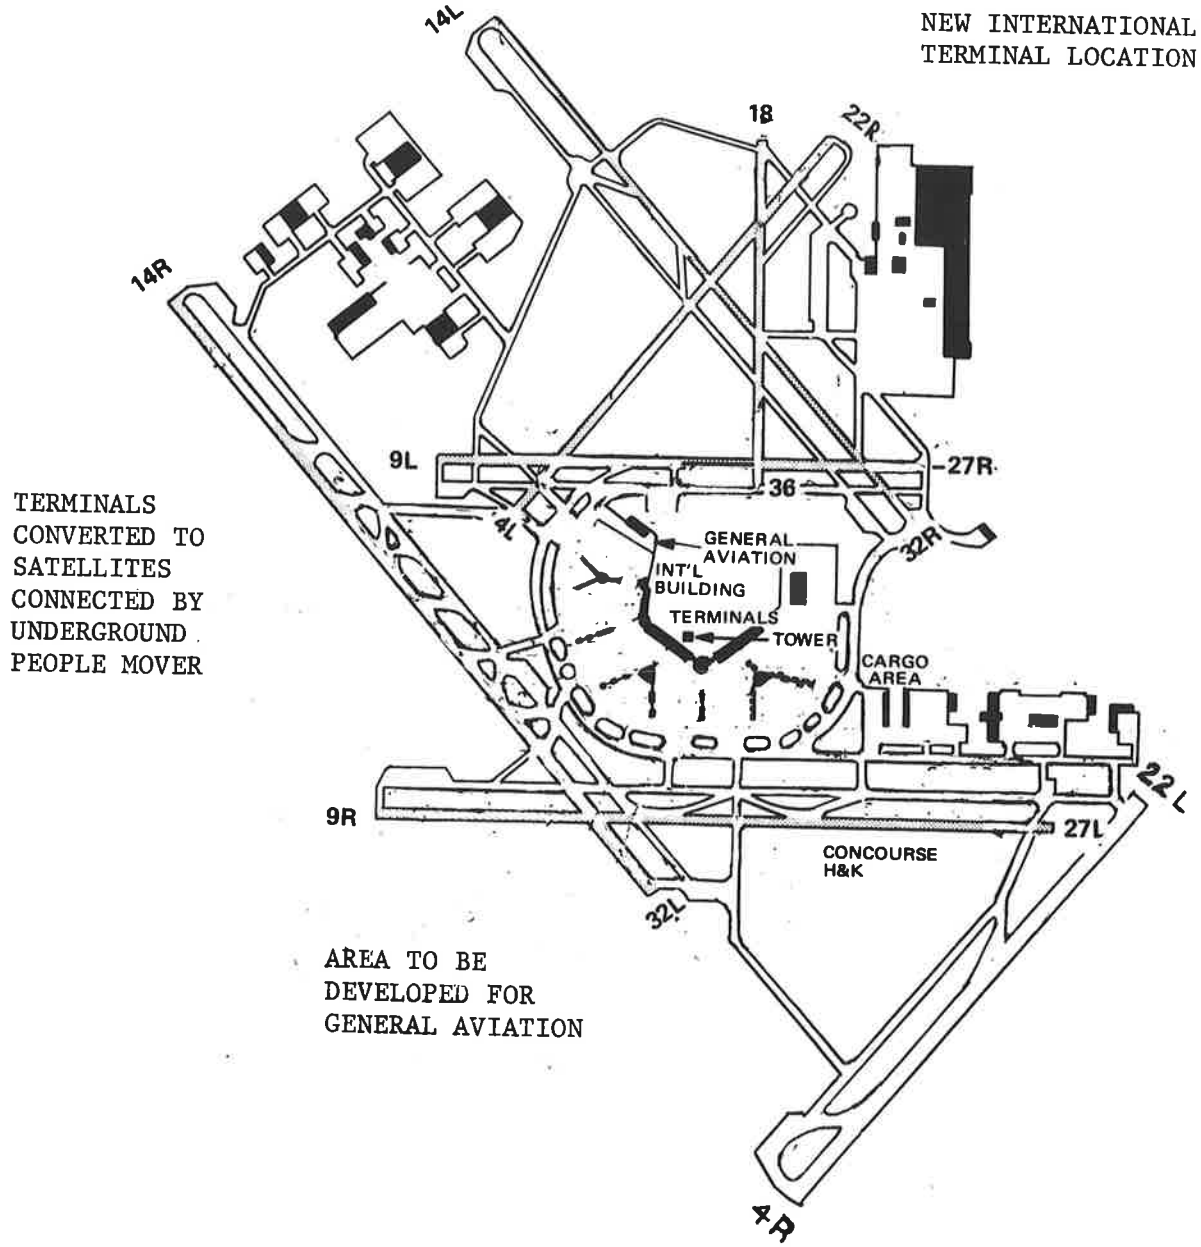 14L
NEW INTERNATIONAL
TERMINAL LOCATION
18
22R
14R
9L
27R
36
TERMINALS
CONVERTED TO
SATELLITES
CONNECTED BY
UNDERGROUND
PEOPLE MOVER
4L
32R
GENERAL
AVIATION
INT'L
BUILDING
TERMINALS
TOWER
CARGO
AREA
22L
9R
27L
CONCOURSE
H&K
32L
AREA TO BE
DEVELOPED FOR
GENERAL AVIATION
4R